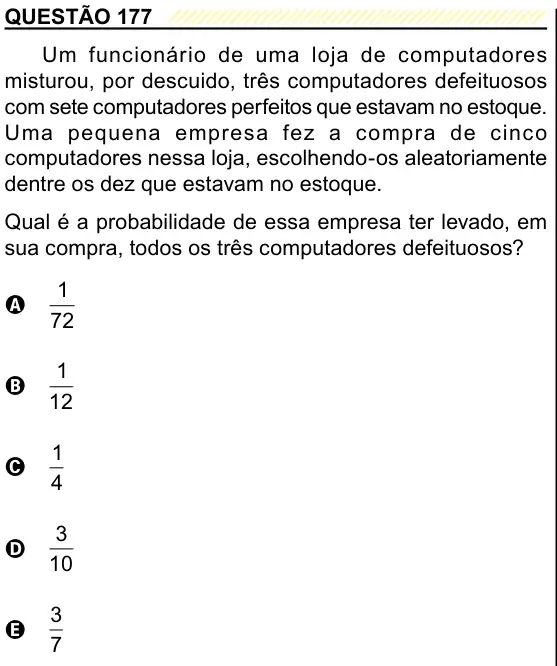 QUESTÃO 177
Um funcionário de uma loja de computadores
misturou, por descuido, três computadores defeituosos
com sete computadores perfeitos que estavam no estoque.
Uma pequena empresa fez a compra de cinco
computadores nessa loja, escolhendo-os aleatoriamente
dentre os dez que estavam no estoque.
Qual é a probabilidade de essa empresa ter levado, em
sua compra, todos os três computadores defeituosos?
A 1/72
B 1/12
C 1/4
D 3/10
E 3/7